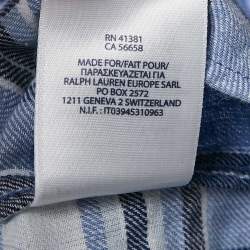 RN 41381
CA 56658
MADE FOR/FAIT POUR/
ΠΑΡΑΣΚΕΥΑΖΕΤΑΙ ΓΙΑ
RALPH LAUREN EUROPE SARL
PO BOX 2572
1211 GENEVA 2 SWITZERLAND
N.I.F.: IT03945310963